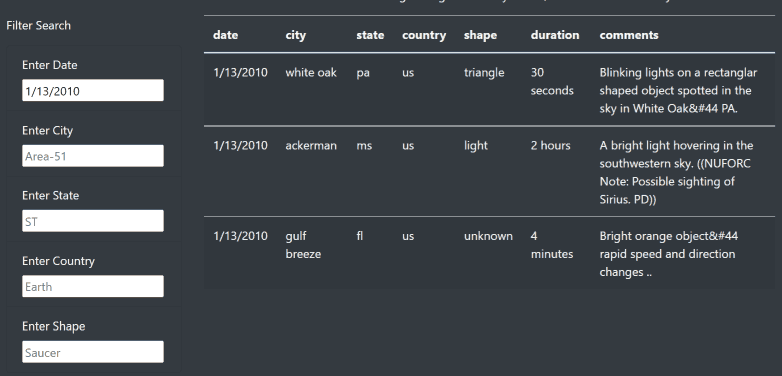 Filter Search
Enter Date
1/13/2010
Enter City
Area-51
Enter State
ST
Enter Country
Earth
Enter Shape
Saucer
date city state country shape duration comments
1/13/2010 white oak pa us triangle 30 Blinking lights on a rectanglar
seconds shaped object spotted in the
sky in White Oak&#44 PA.
1/13/2010 ackerman ms us light 2 hours A bright light hovering in the
southwestern sky. ((NUFORC
Note: Possible sighting of
Sirius. PD))
1/13/2010 gulf fl us unknown 4 Bright orange object&#44
breeze minutes rapid speed and direction
changes ..